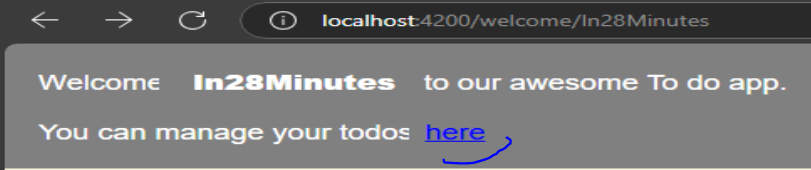 localhost:4200/welcome/In28Minutes
Welcome In28Minutes to our awesome To do app.
You can manage your todos here